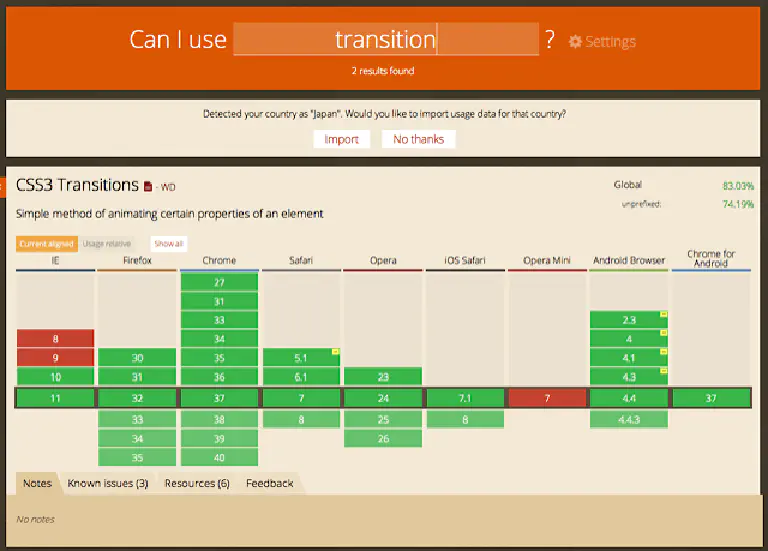 Can I use transition ? Settings
2 results found
Detected your country as "Japan". Would you like to import usage data for that country?
Import No thanks
CSS3 Transitions - WD
Global 83.03%
unprefixed: 74.19%
Simple method of animating certain properties of an element
Current aligned Usage relative Show all
IE Firefox Chrome Safari Opera iOS Safari Opera Mini Android Browser Chrome for Android
27
31
33 2.3
8 34 4
9 30 35 5.1 4.1
10 31 36 6.1 23 4.3
11 32 37 7 24 7.1 7 4.4 37
33 38 8 25 8 4.4.3
34 39 26
35 40
Notes Known issues (3) Resources (6) Feedback
No notes